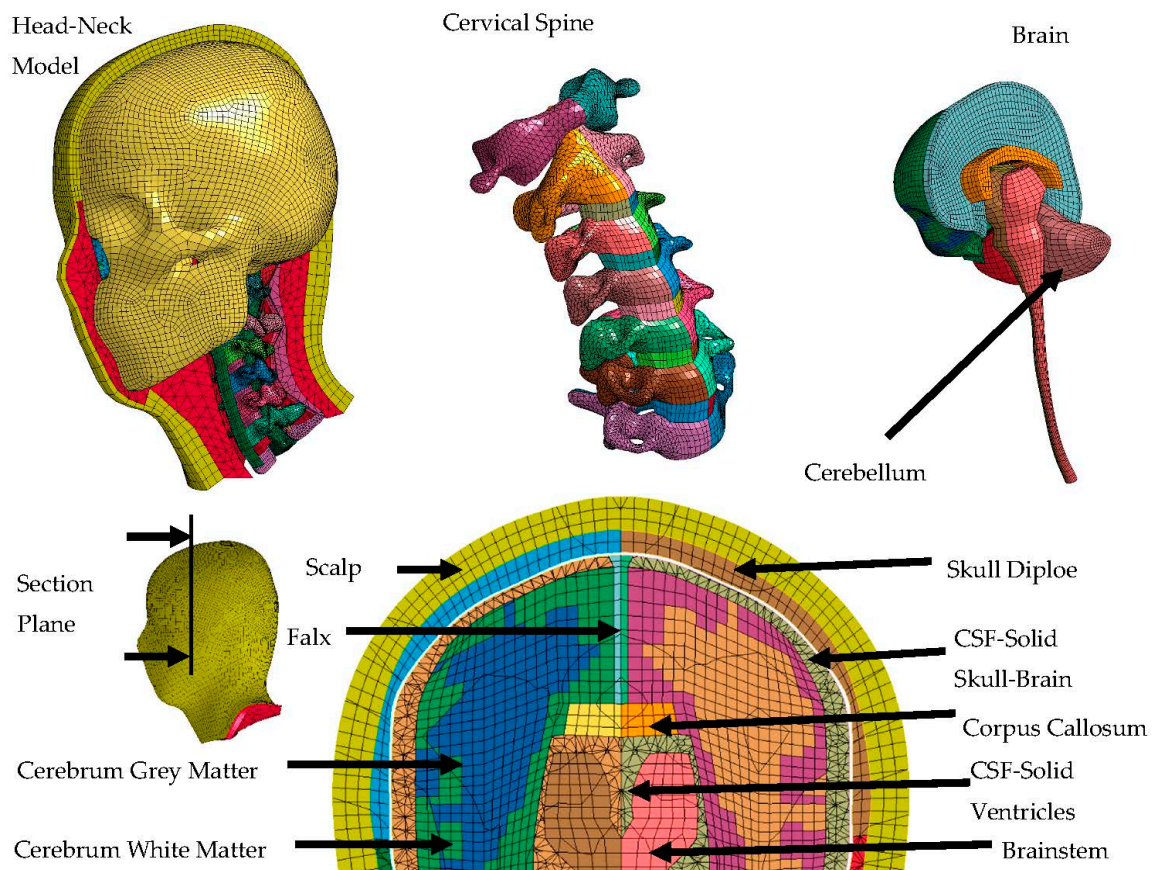 Head-Neck
Model
Cervical Spine
Brain
Cerebellum
Section
Plane
Scalp
Falx
Cerebrum Grey Matter
Cerebrum White Matter
Skull Diploe
CSF-Solid
Skull-Brain
Corpus Callosum
CSF-Solid
Ventricles
Brainstem